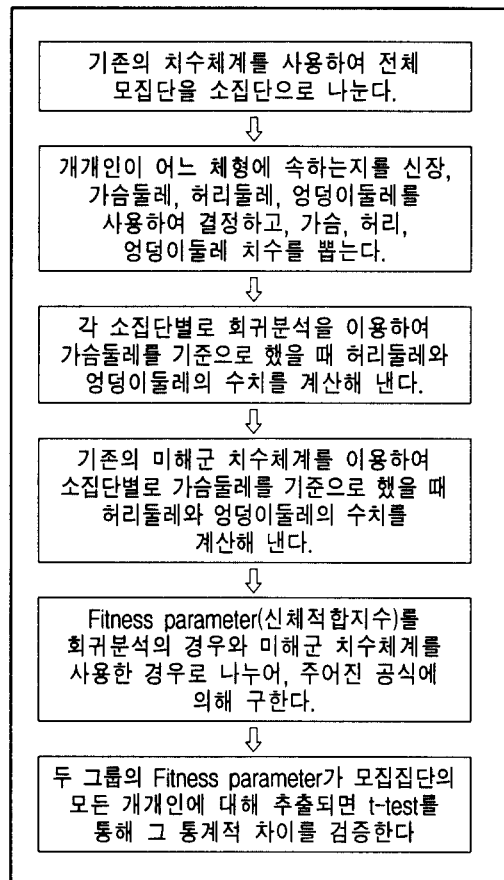 기존의 치수체계를 사용하여 전체
모집단을 소집단으로 나눈다.
개개인이 어느 체형에 속하는지를 신장,
가슴둘레, 허리둘레, 엉덩이둘레를
사용하여 결정하고, 가슴, 허리,
엉덩이둘레 치수를 뽑는다.
각 소집단별로 회귀분석을 이용하여
가슴둘레를 기준으로 했을 때 허리둘레와
엉덩이둘레의 수치를 계산해 낸다.
기존의 미해군 치수체계를 이용하여
소집단별로 가슴둘레를 기준으로 했을 때
허리둘레와 엉덩이둘레의 수치를
계산해 낸다.
Fitness parameter(신체적합지수)를
회귀분석의 경우와 미해군 치수체계를
사용한 경우로 나누어, 주어진 공식에
의해 구한다.
두 그룹의 Fitness parameter가 모집집단의
모든 개개인에 대해 추출되면 t-test를
통해 그 통계적 차이를 검증한다